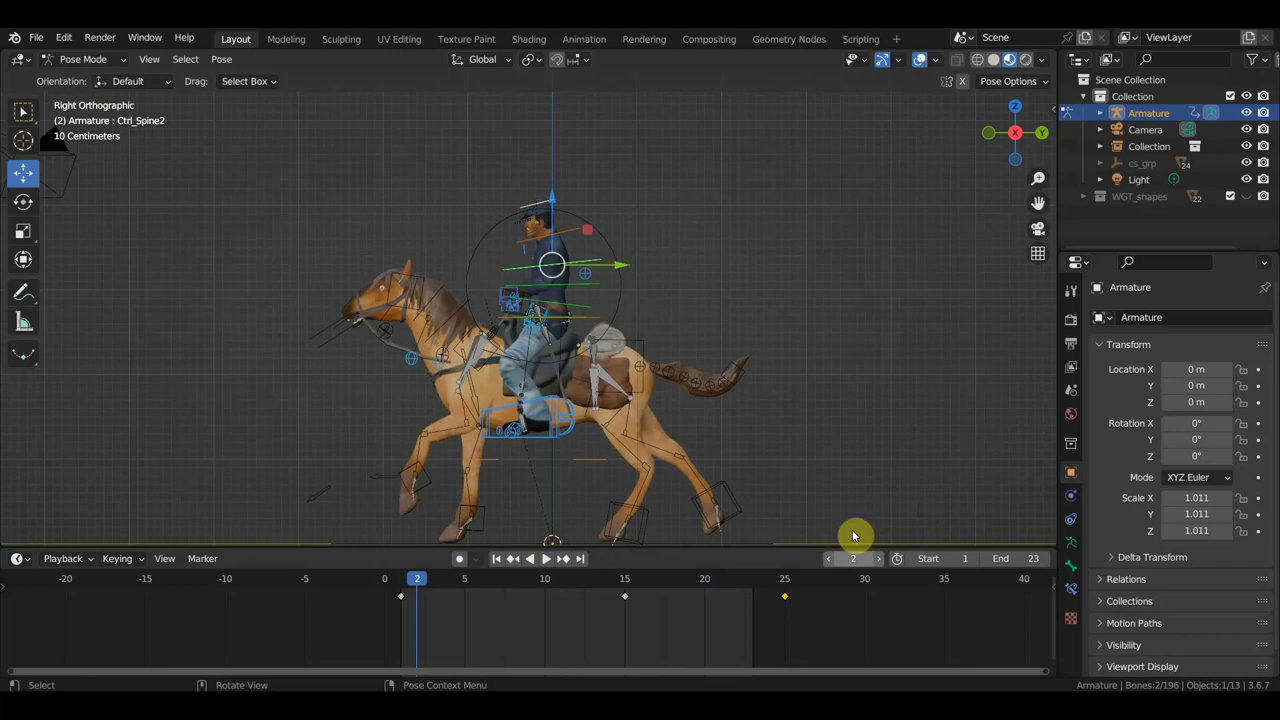 File Edit Render Window Help Layout Modeling Sculpting UV Editing Texture Paint Shading Animation Rendering Compositing Geometry Nodes Scripting + Scene ViewLayer
Pose Mode View Select Pose Global X Pose Options
Orientation: Default Drag: Select Box
Right Orthographic
(2) Armature : Ctrl_Spine2
10 Centimeters
Z
X
Y
Scene Collection
Collection
Armature
Camera
Collection
cs_grp 24
Light
WGT_shapes 22
Armature
Armature
Transform
Location X 0 m
Y 0 m
Z 0 m
Rotation X 0°
Y 0°
Z 0°
Mode XYZ Euler
Scale X 1.011
Y 1.011
Z 1.011
Delta Transform
Relations
Collections
Motion Paths
Visibility
Viewport Display
Playback Keying View Marker 2 Start 1 End 23
-20 -15 -10 -5 0 2 5 10 15 20 25 30 35 40
Select Rotate View Pose Context Menu Armature | Bones:2/196 | Objects:1/13 | 3.6.7